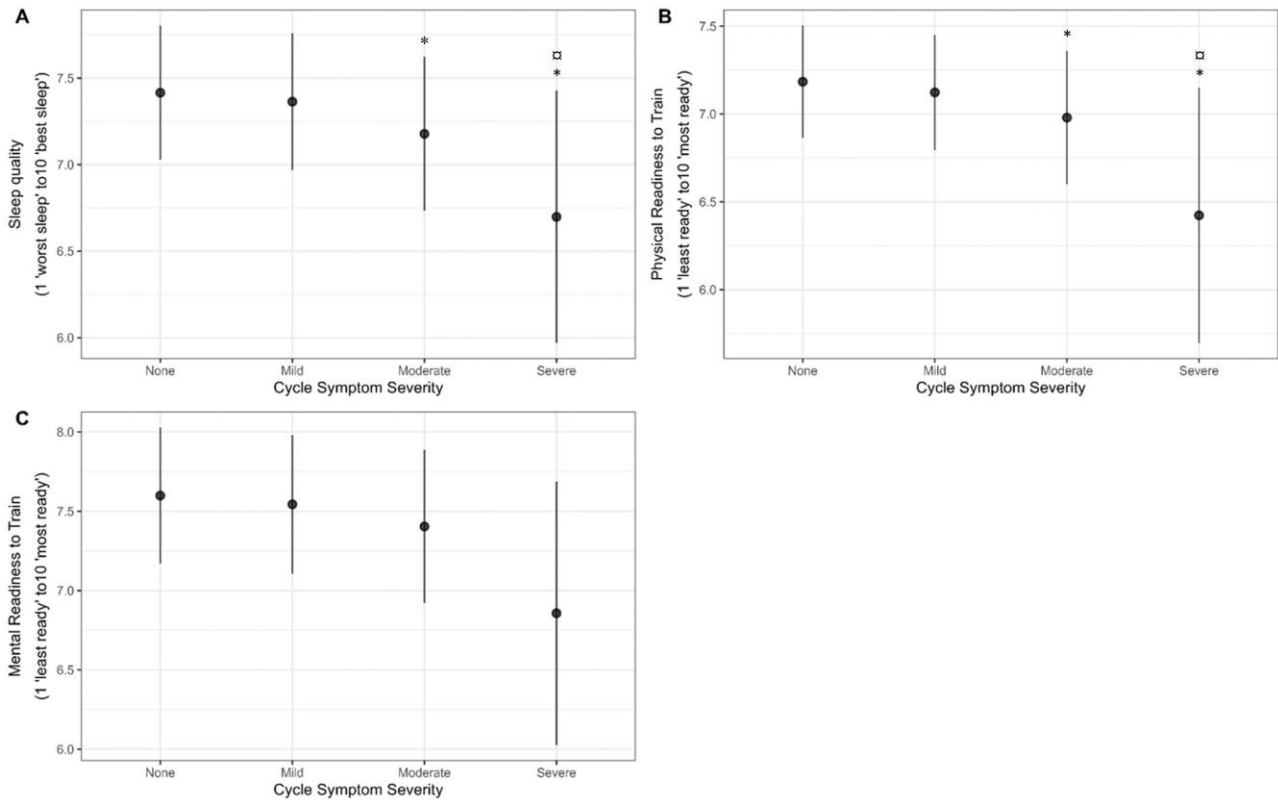 A
Sleep quality
(1 'worst sleep' to10 'best sleep')
7.5
7.0
6.5
6.0
*
¤
*
None Mild Moderate Severe
Cycle Symptom Severity
B
Physical Readiness to Train
(1 'least ready' to10 'most ready')
7.5
7.0
6.5
6.0
*
¤
*
None Mild Moderate Severe
Cycle Symptom Severity
C
Mental Readiness to Train
(1 'least ready' to10 'most ready')
8.0
7.5
7.0
6.5
6.0
None Mild Moderate Severe
Cycle Symptom Severity